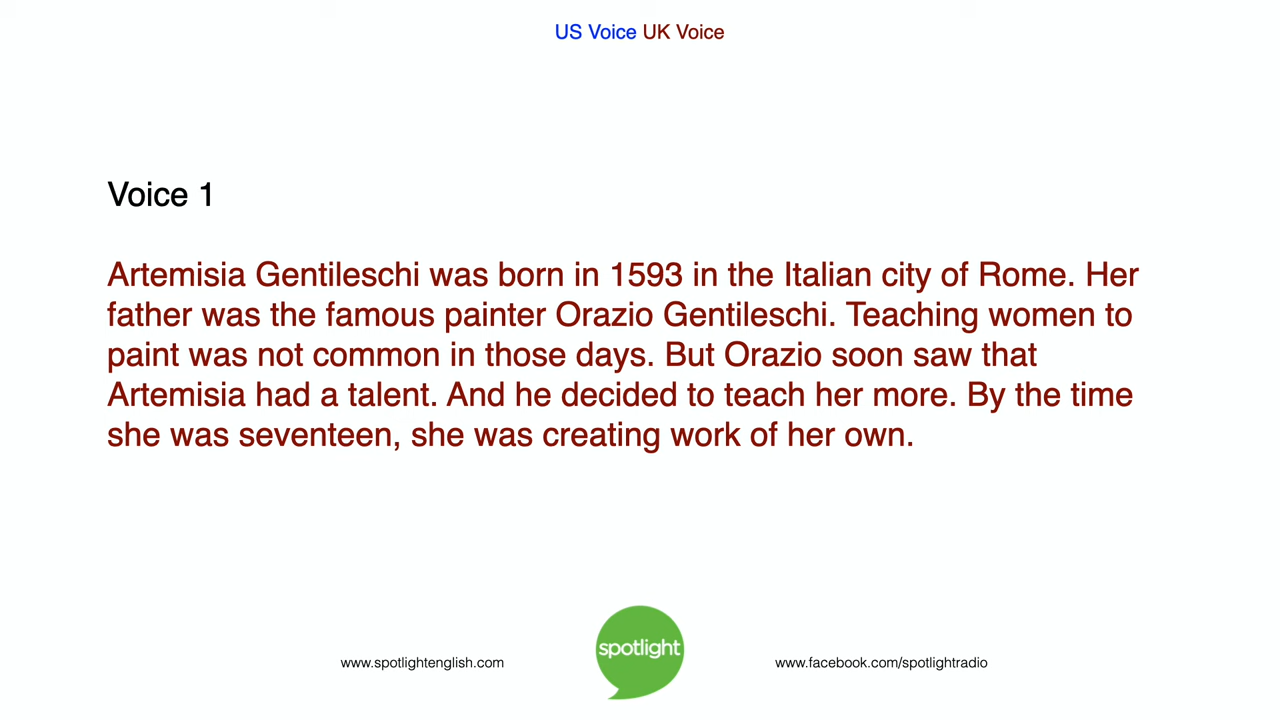 US Voice UK Voice
Voice 1
Artemisia Gentileschi was born in 1593 in the Italian city of Rome. Her
father was the famous painter Orazio Gentileschi. Teaching women to
paint was not common in those days. But Orazio soon saw that
Artemisia had a talent. And he decided to teach her more. By the time
she was seventeen, she was creating work of her own.
www.spotlightenglish.com
spotlight
www.facebook.com/spotlightradio